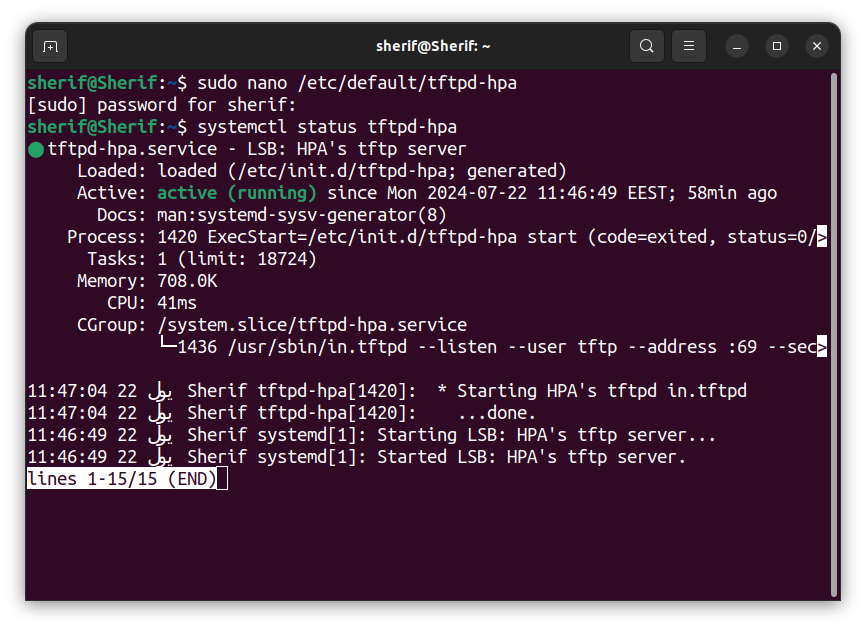 sherif@Sherif: ~
sherif@Sherif:~$ sudo nano /etc/default/tftpd-hpa
[sudo] password for sherif:
sherif@Sherif:~$ systemctl status tftpd-hpa
● tftpd-hpa.service - LSB: HPA's tftp server
     Loaded: loaded (/etc/init.d/tftpd-hpa; generated)
     Active: active (running) since Mon 2024-07-22 11:46:49 EEST; 58min ago
       Docs: man:systemd-sysv-generator(8)
    Process: 1420 ExecStart=/etc/init.d/tftpd-hpa start (code=exited, status=0/>
      Tasks: 1 (limit: 18724)
     Memory: 708.0K
        CPU: 41ms
     CGroup: /system.slice/tftpd-hpa.service
             └─1436 /usr/sbin/in.tftpd --listen --user tftp --address :69 --sec>
11:47:04 22 يول Sherif tftpd-hpa[1420]:  * Starting HPA's tftpd in.tftpd
11:47:04 22 يول Sherif tftpd-hpa[1420]:    ...done.
11:46:49 22 يول Sherif systemd[1]: Starting LSB: HPA's tftp server...
11:46:49 22 يول Sherif systemd[1]: Started LSB: HPA's tftp server.
lines 1-15/15 (END)